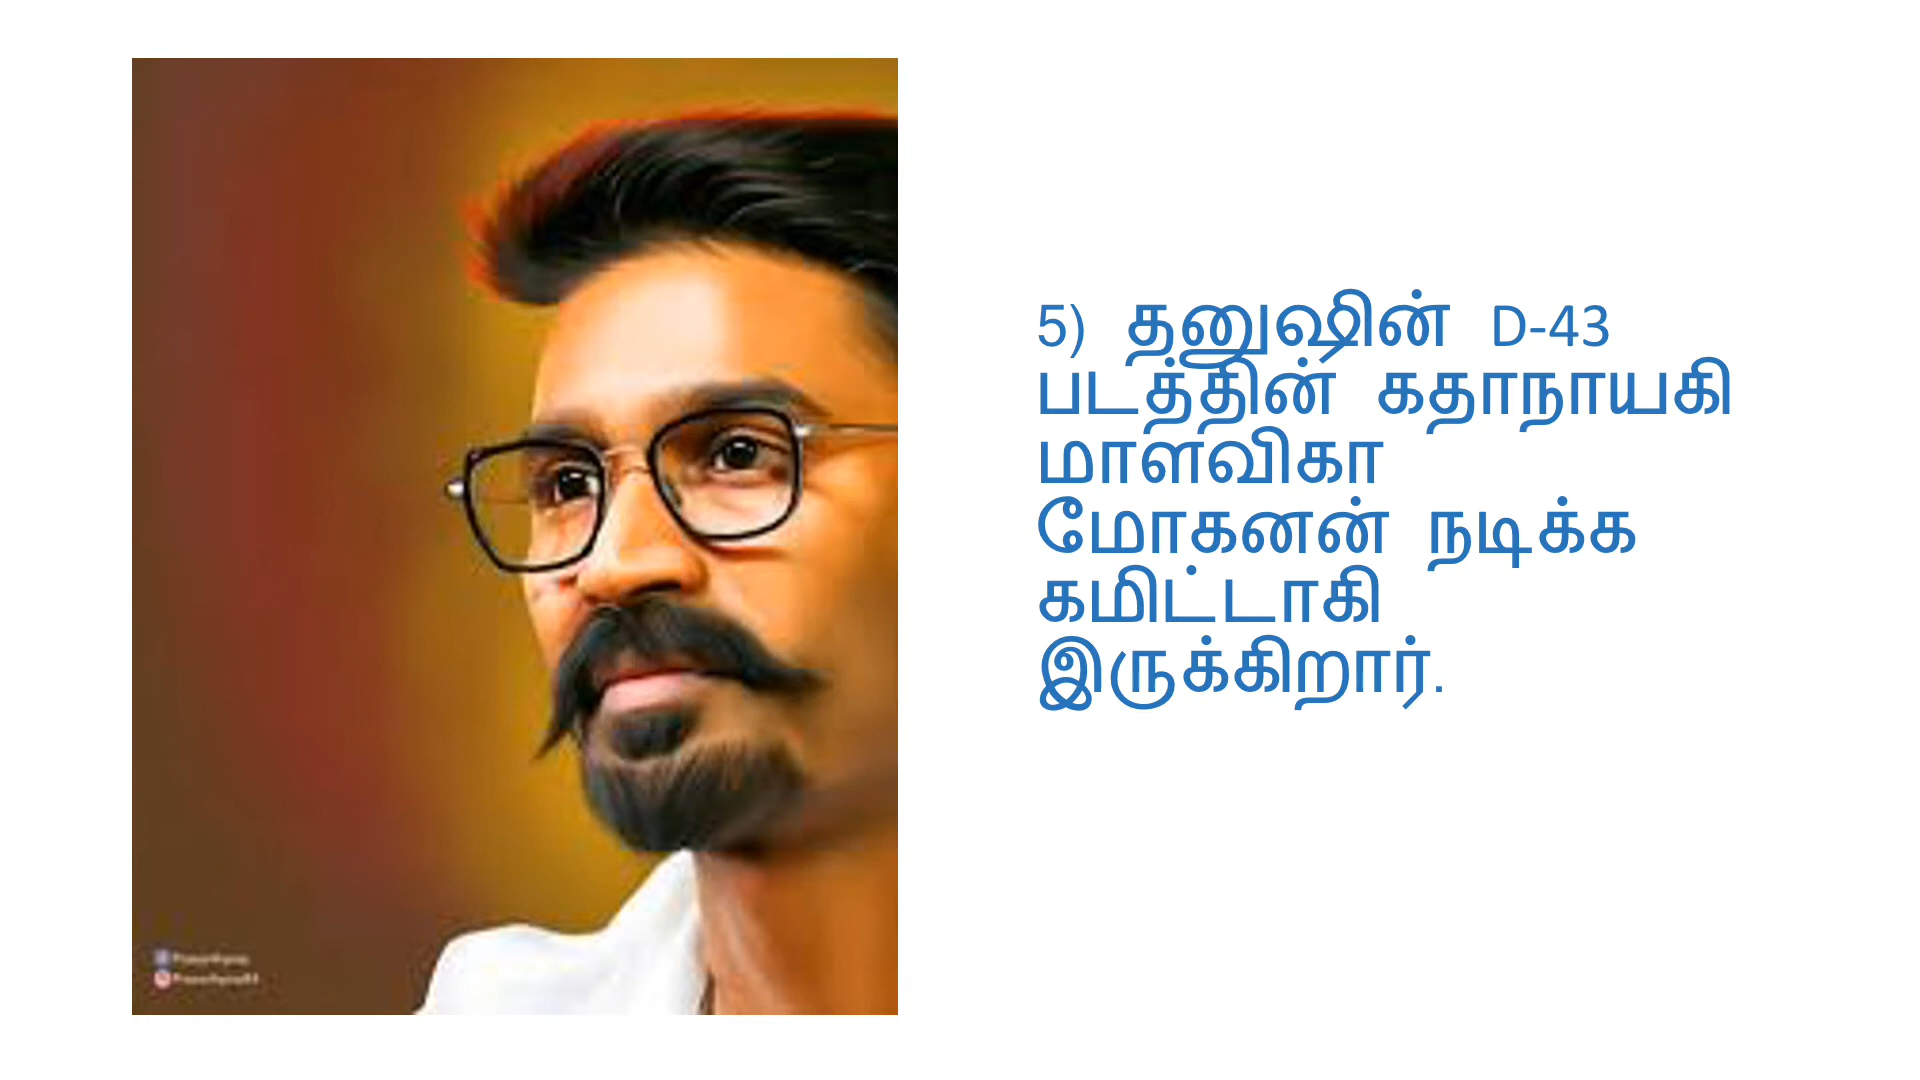 5) தனுஷின் D-43
படத்தின் கதாநாயகி
மாளவிகா
மோகனன் நடிக்க
கமிட்டாகி
இருக்கிறார்.